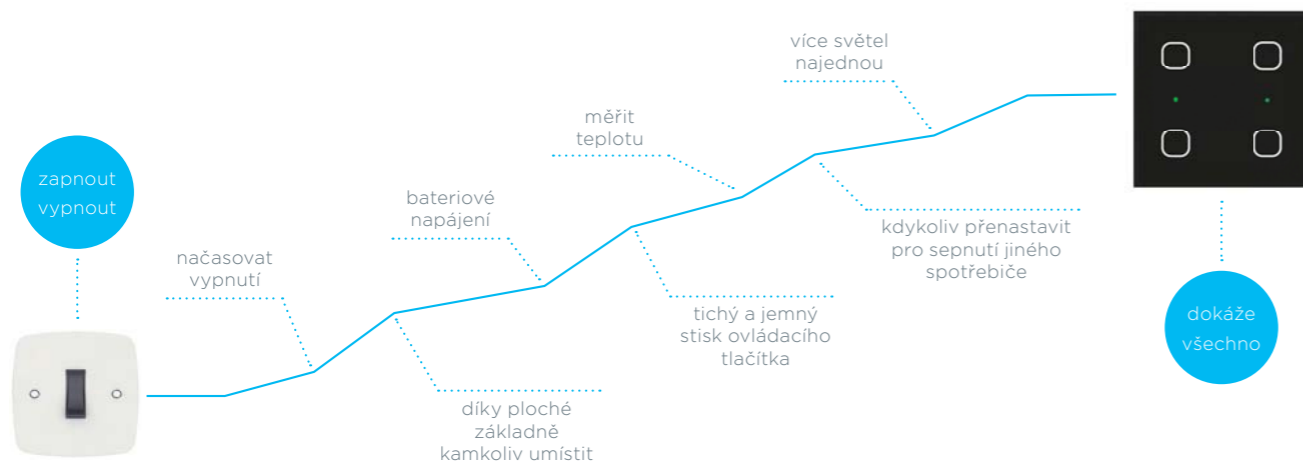 zapnout
vypnout
načasovat
vypnutí
díky ploché
základně
kamkoliv umístit
bateriové
napájení
tichý a jemný
stisk ovládacího
tlačítka
měřit
teplotu
kdykoliv přenastavit
pro sepnutí jiného
spotřebiče
více světel
najednou
dokáže
všechno